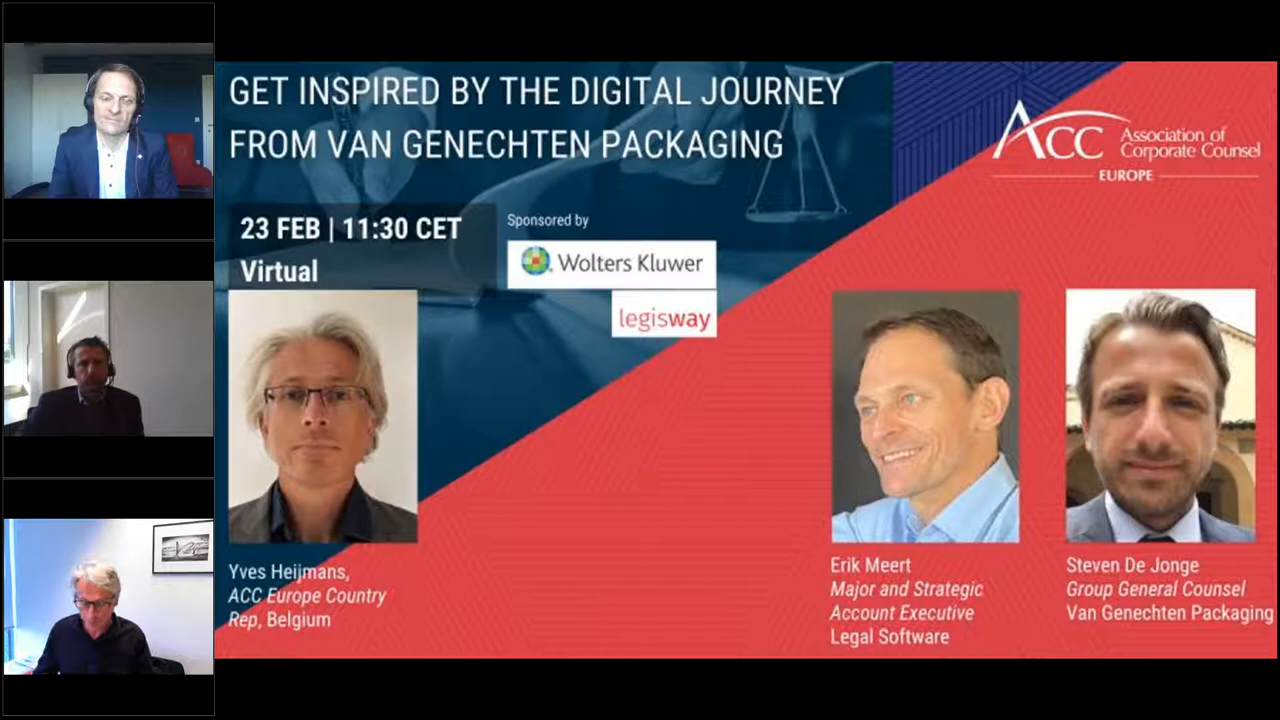 GET INSPIRED BY THE DIGITAL JOURNEY
FROM VAN GENECHTEN PACKAGING
ACC Association of
Corporate Counsel
EUROPE
23 FEB | 11:30 CET
Virtual
Sponsored by
Wolters Kluwer
legisway
Yves Heijmans,
ACC Europe Country
Rep, Belgium
Erik Meert
Major and Strategic
Account Executive
Legal Software
Steven De Jonge
Group General Counsel
Van Genechten Packaging